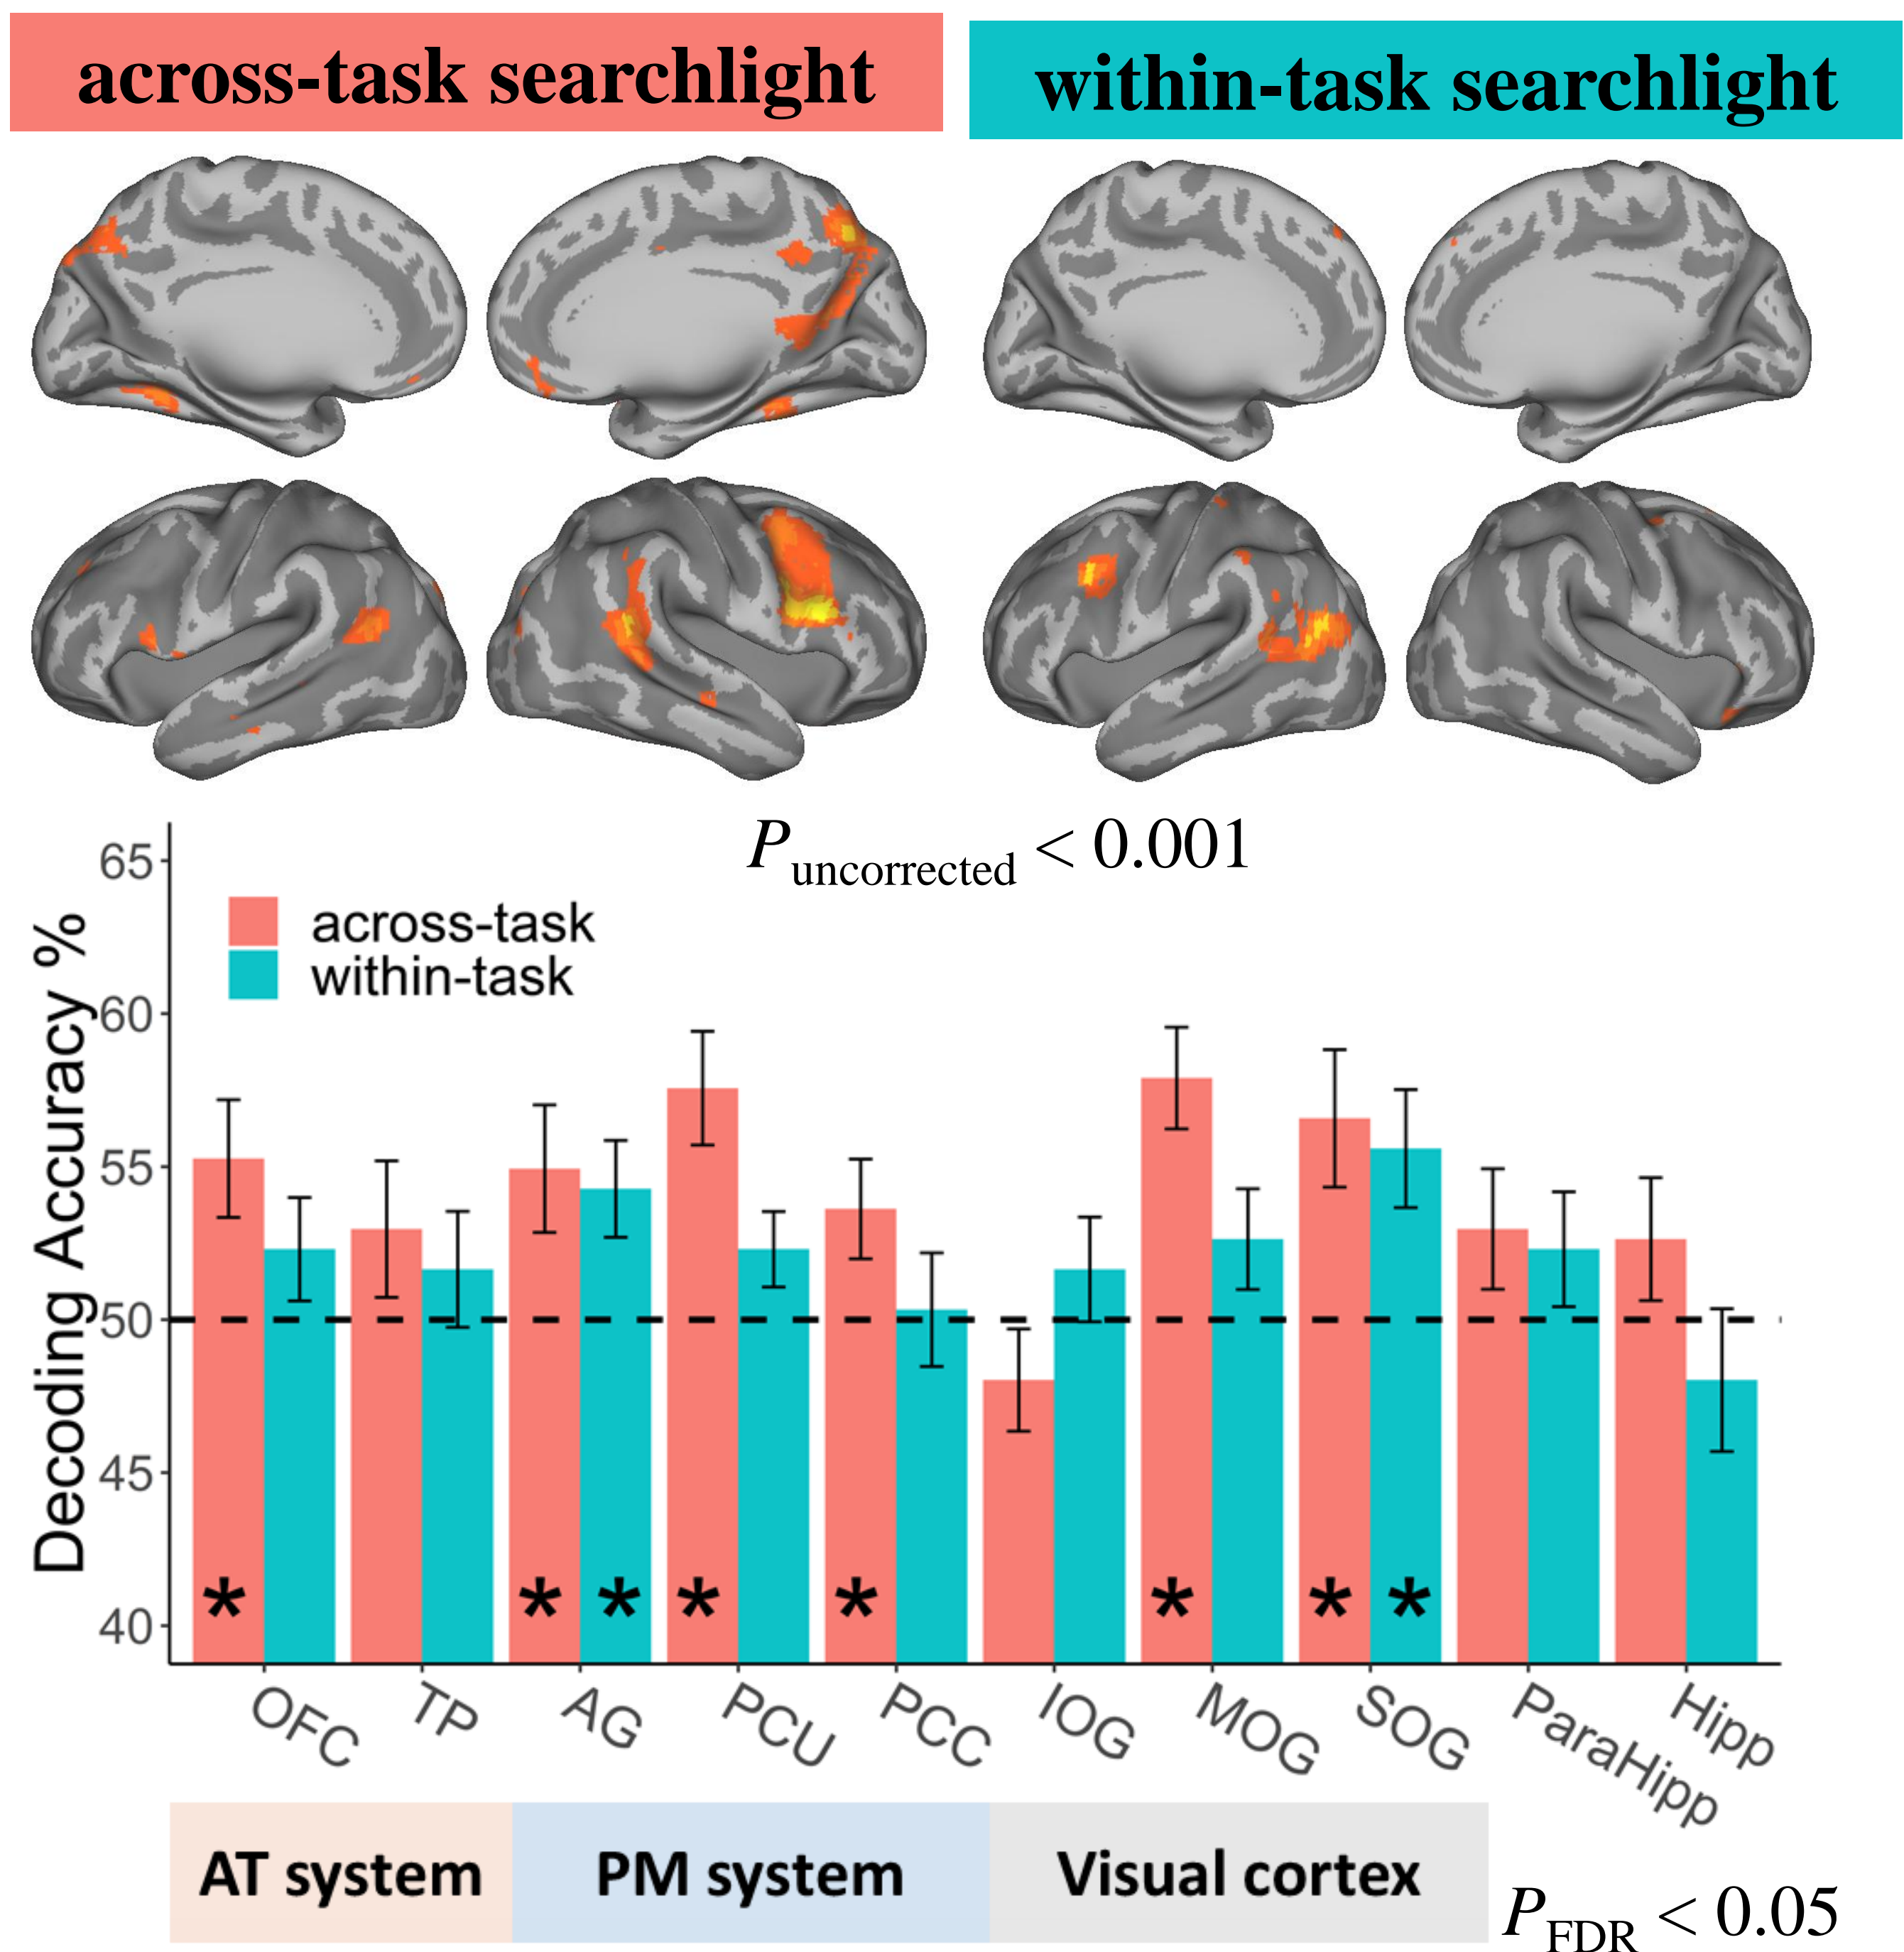 across-task searchlight
within-task searchlight
P uncorrected < 0.001
65
60
55
50
45
40
Decoding Accuracy %
across-task
within-task
* * * * * * * *
OFC TP AG PCU PCC IOG MOG SOG ParaHipp Hipp
AT system PM system Visual cortex
P FDR < 0.05